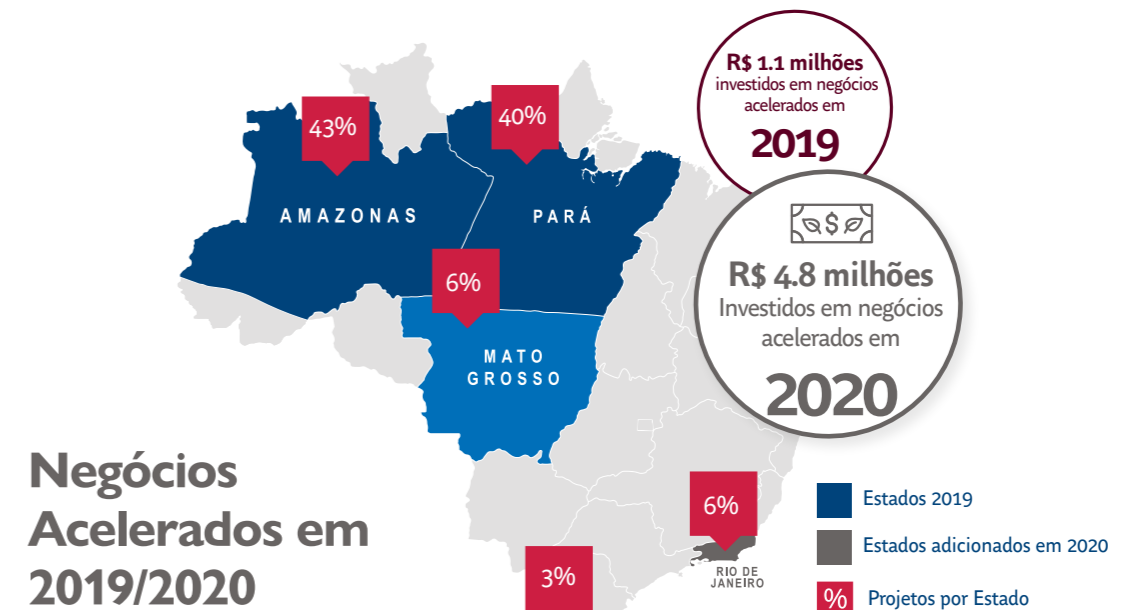 R$ 1.1 milhões
investidos em negócios
acelerados em
2019
43%
40%
AMAZONAS
PARÁ
R$ 4.8 milhões
Investidos em negócios
acelerados em
2020
6%
MATO
GROSSO
Negócios
Acelerados em
2019/2020
6%
RIO DE
JANEIRO
3%
Estados 2019
Estados adicionados em 2020
% Projetos por Estado